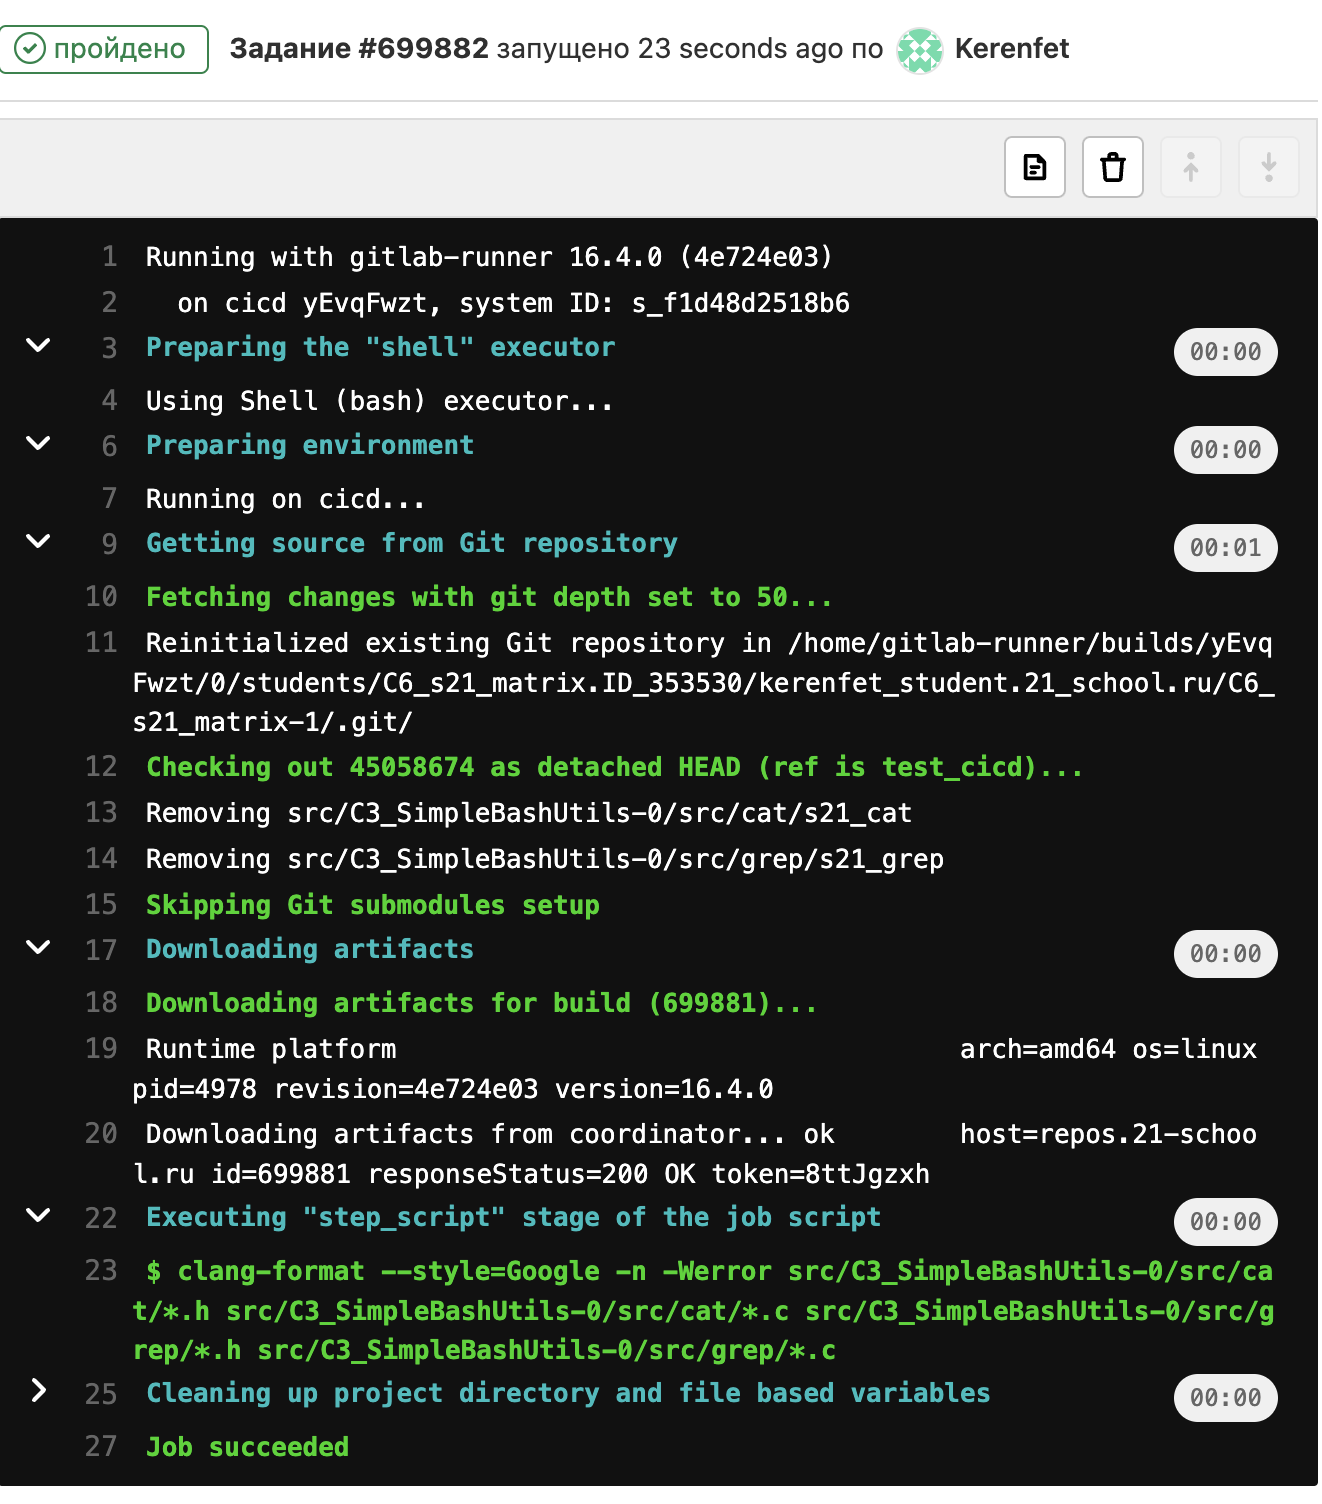 пройдено Задание #699882 запущено 23 seconds ago по Kerenfet
1 Running with gitlab-runner 16.4.0 (4e724e03)
2 on cicd yEvqFwzt, system ID: s_f1d48d2518b6
3 Preparing the "shell" executor 00:00
4 Using Shell (bash) executor...
6 Preparing environment 00:00
7 Running on cicd...
9 Getting source from Git repository 00:01
10 Fetching changes with git depth set to 50...
11 Reinitialized existing Git repository in /home/gitlab-runner/builds/yEvq
Fwzt/0/students/C6_s21_matrix.ID_353530/kerenfet_student.21_school.ru/C6_
s21_matrix-1/.git/
12 Checking out 45058674 as detached HEAD (ref is test_cicd)...
13 Removing src/C3_SimpleBashUtils-0/src/cat/s21_cat
14 Removing src/C3_SimpleBashUtils-0/src/grep/s21_grep
15 Skipping Git submodules setup
17 Downloading artifacts 00:00
18 Downloading artifacts for build (699881)...
19 Runtime platform arch=amd64 os=linux
pid=4978 revision=4e724e03 version=16.4.0
20 Downloading artifacts from coordinator... ok host=repos.21-schoo
l.ru id=699881 responseStatus=200 OK token=8ttJgzxh
22 Executing "step_script" stage of the job script 00:00
23 $ clang-format --style=Google -n -Werror src/C3_SimpleBashUtils-0/src/ca
t/*.h src/C3_SimpleBashUtils-0/src/cat/*.c src/C3_SimpleBashUtils-0/src/g
rep/*.h src/C3_SimpleBashUtils-0/src/grep/*.c
25 Cleaning up project directory and file based variables 00:00
27 Job succeeded